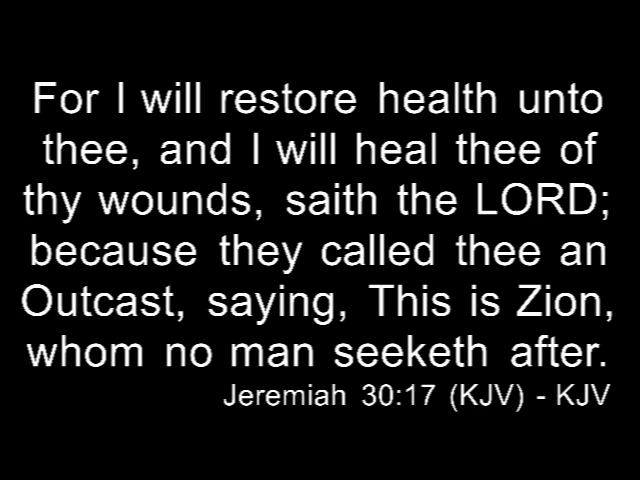 For I will restore health unto
thee, and I will heal thee of
thy wounds, saith the LORD;
because they called thee an
Outcast, saying, This is Zion,
whom no man seeketh after.
Jeremiah 30:17 (KJV) - KJV